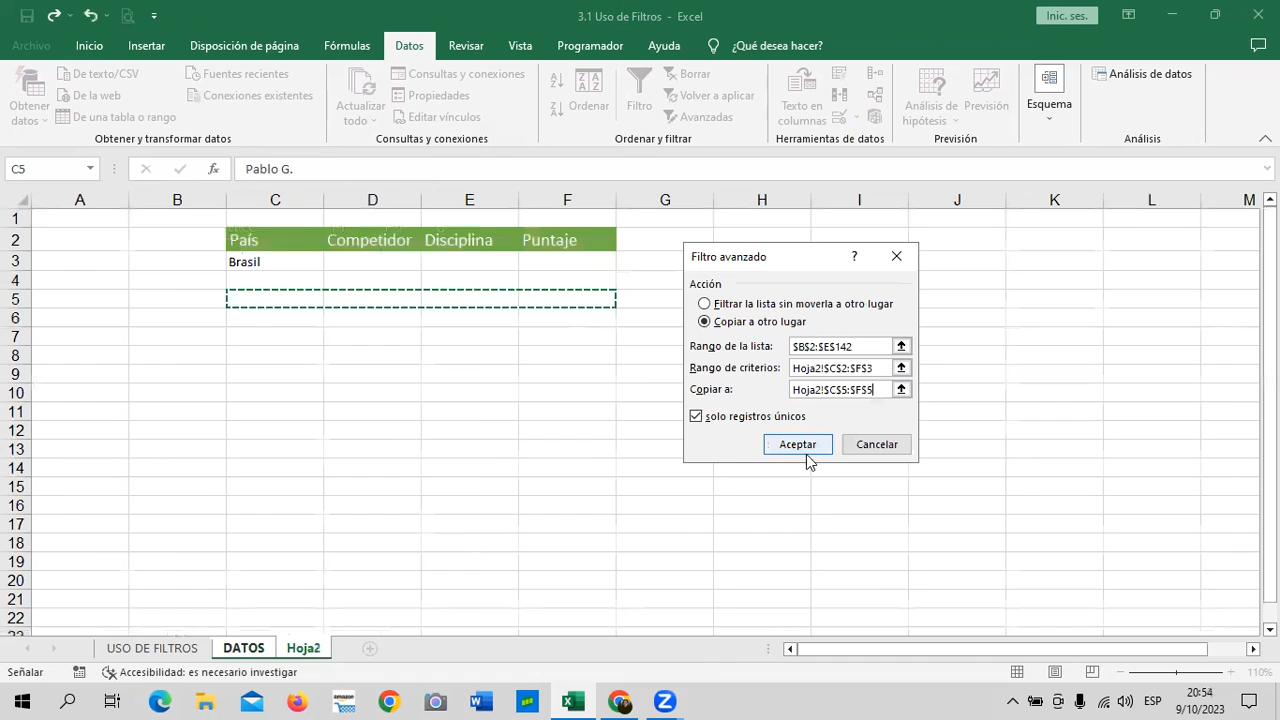 3.1 Uso de Filtros - Excel
Inic. ses.
Archivo Inicio Insertar Disposición de página Fórmulas Datos Revisar Vista Programador Ayuda ¿Qué desea hacer?
Obtener datos
De texto/CSV
De la web
De una tabla o rango
Fuentes recientes
Conexiones existentes
Obtener y transformar datos
Actualizar todo
Consultas y conexiones
Propiedades
Editar vínculos
Consultas y conexiones
Ordenar
Filtro
Borrar
Volver a aplicar
Avanzadas
Ordenar y filtrar
Texto en columnas
Herramientas de datos
Análisis de hipótesis
Previsión
Previsión
Esquema
Análisis de datos
Análisis
C5 fx Pablo G.
A B C D E F G H I J K L M
1
2 País Competidor Disciplina Puntaje
3 Brasil
4
5
6
7
8
9
10
11
12
13
14
15
16
17
18
19
20
21
22
23
Filtro avanzado ?
Acción
Filtrar la lista sin moverla a otro lugar
Copiar a otro lugar
Rango de la lista: $B$2:$E$142
Rango de criterios: Hoja2!$C$2:$F$3
Copiar a: Hoja2!$C$5:$F$5
Solo registros únicos
Aceptar Cancelar
USO DE FILTROS DATOS Hoja2
Señalar Accesibilidad: es necesario investigar 110%
amazon
ESP
20:54
9/10/2023